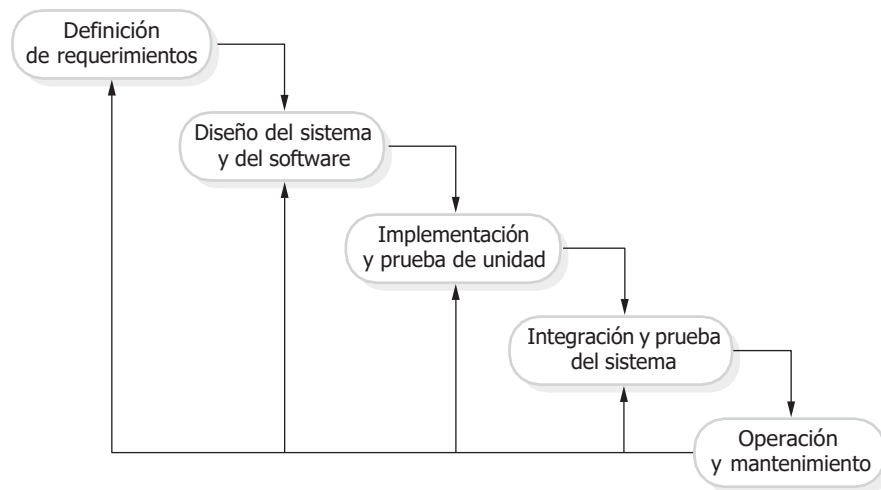 Definición
de requerimientos
Diseño del sistema
y del software
Implementación
y prueba de unidad
Integración y prueba
del sistema
Operación
y mantenimiento